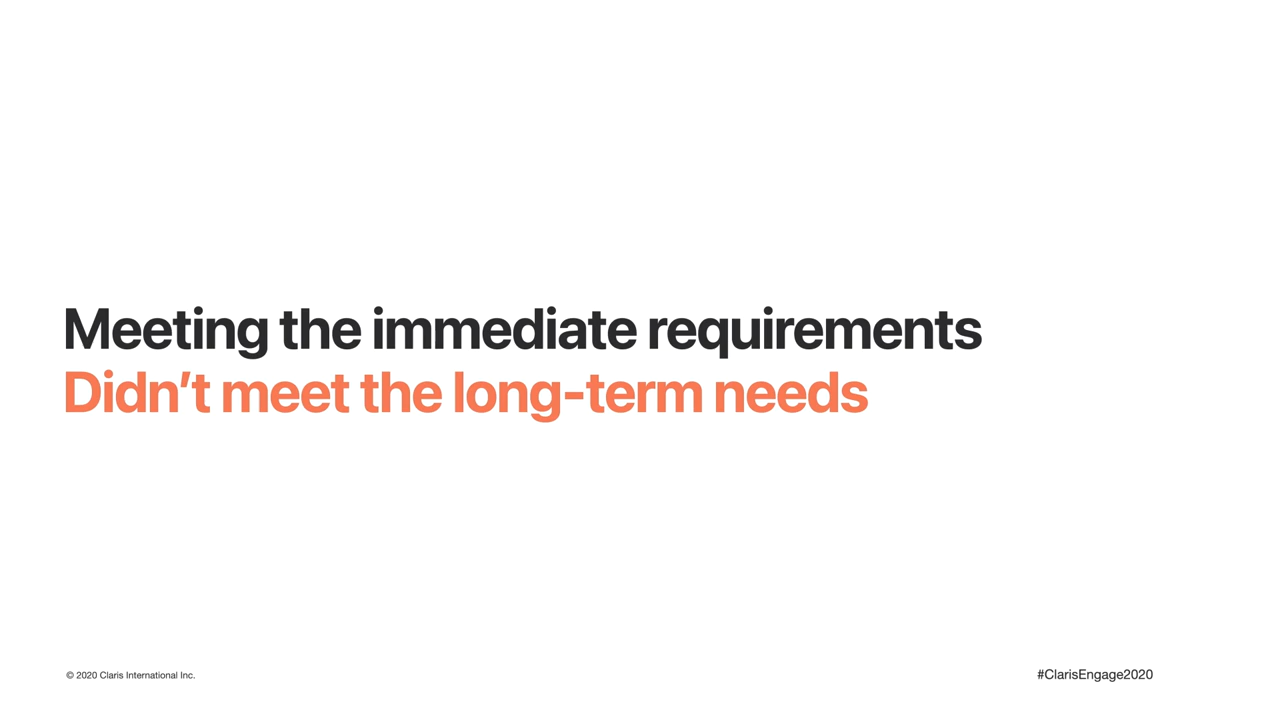 Meeting the immediate requirements
Didn’t meet the long-term needs
© 2020 Claris International Inc.
#ClarisEngage2020